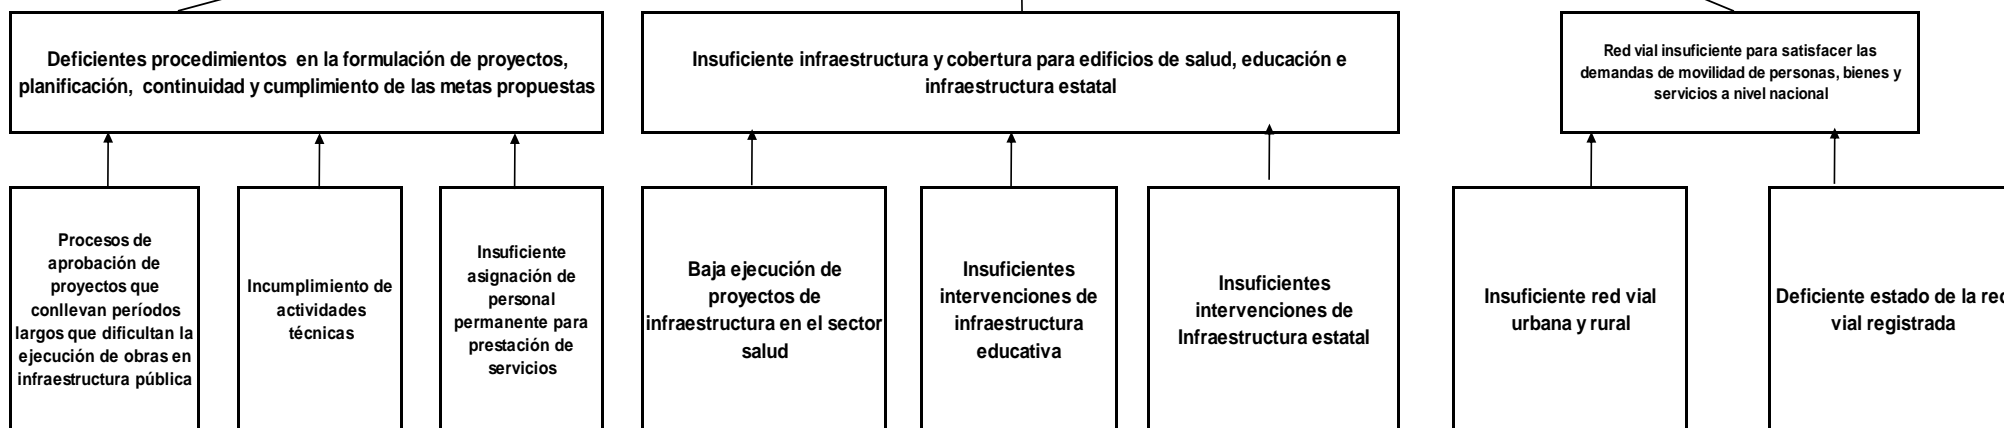 Deficientes procedimientos en la formulación de proyectos,
planificación, continuidad y cumplimiento de las metas propuestas
Insuficiente infraestructura y cobertura para edificios de salud, educación e
infraestructura estatal
Red vial insuficiente para satisfacer las
demandas de movilidad de personas, bienes y
servicios a nivel nacional
Procesos de
aprobación de
proyectos que
conllevan períodos
largos que dificultan la
ejecución de obras en
infraestructura pública
Incumplimiento de
actividades
técnicas
Insuficiente
asignación de
personal
permanente para
prestación de
servicios
Baja ejecución de
proyectos de
infraestructura en el sector
salud
Insuficientes
intervenciones de
infraestructura
educativa
Insuficientes
intervenciones de
Infraestructura estatal
Insuficiente red vial
urbana y rural
Deficiente estado de la red
vial registrada